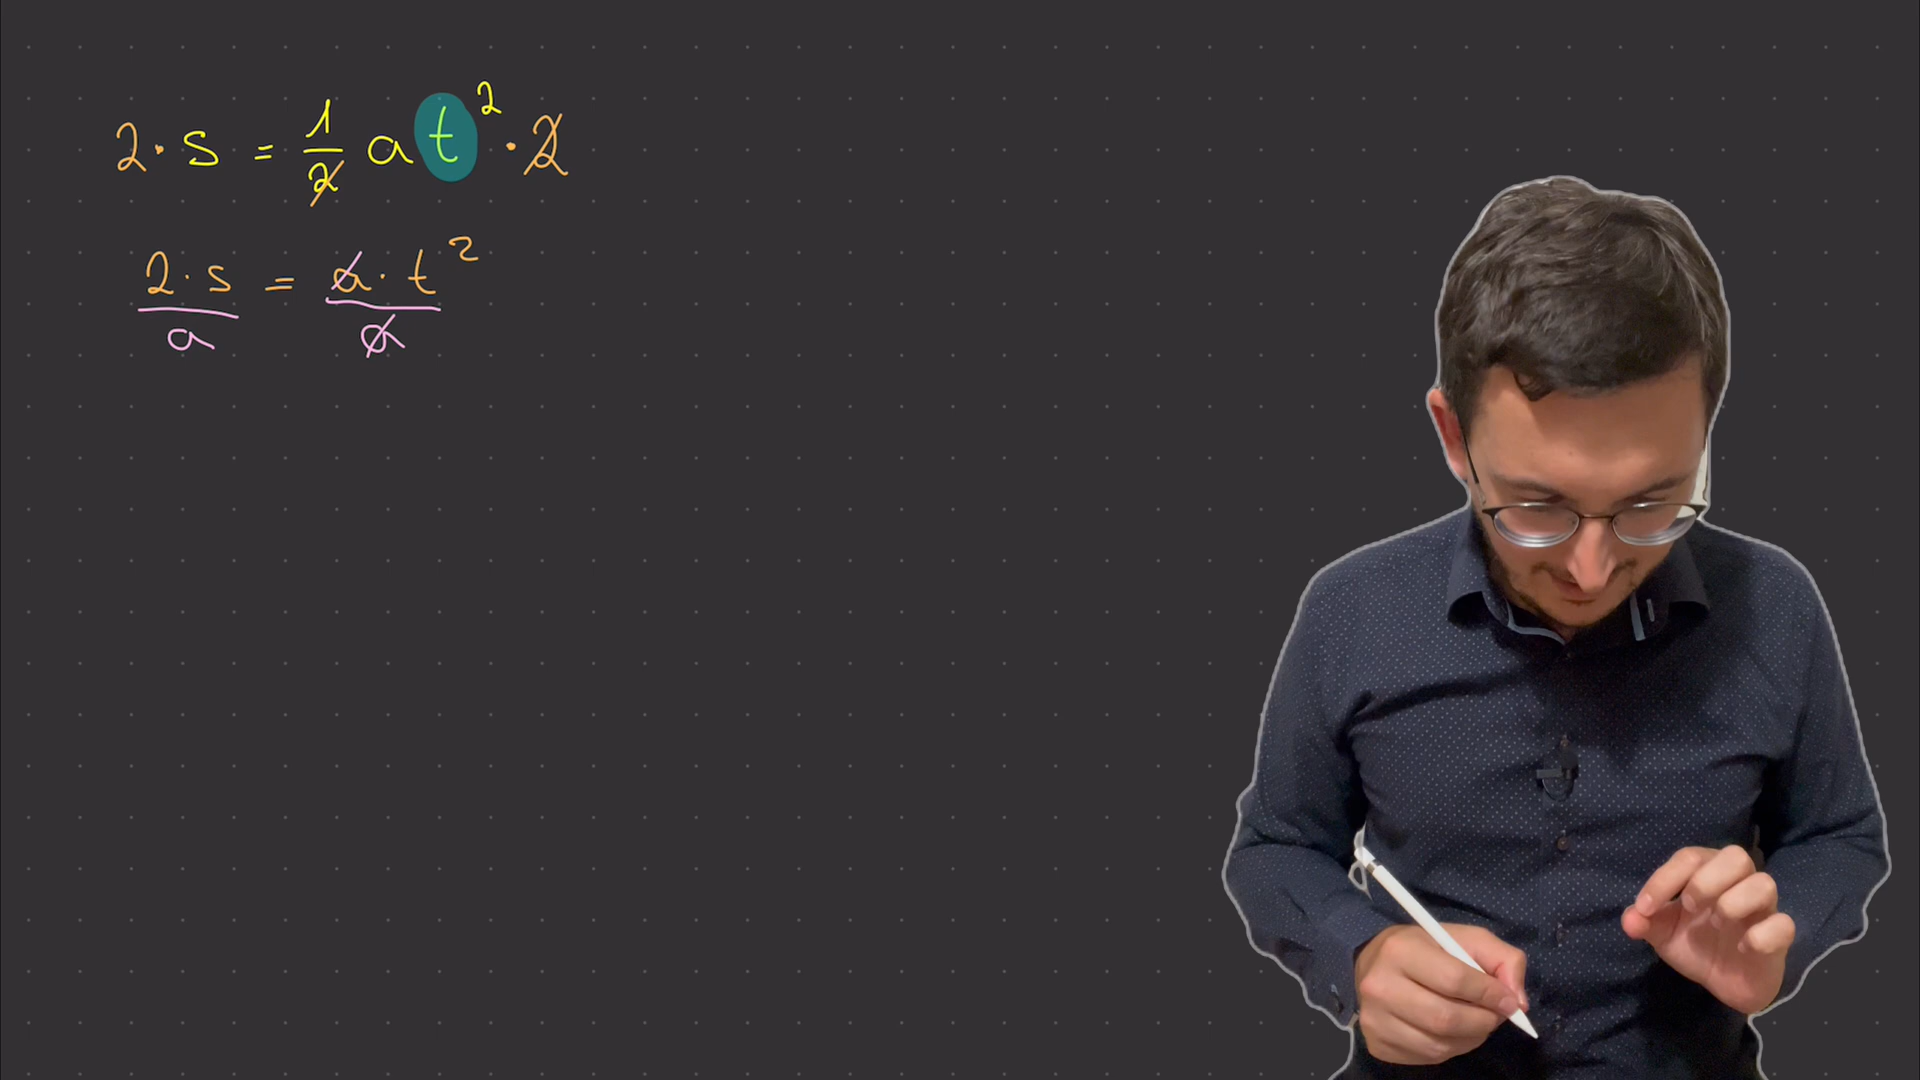 2 · s = 1/2 a t² · 2
2 · s / a = a · t² / a